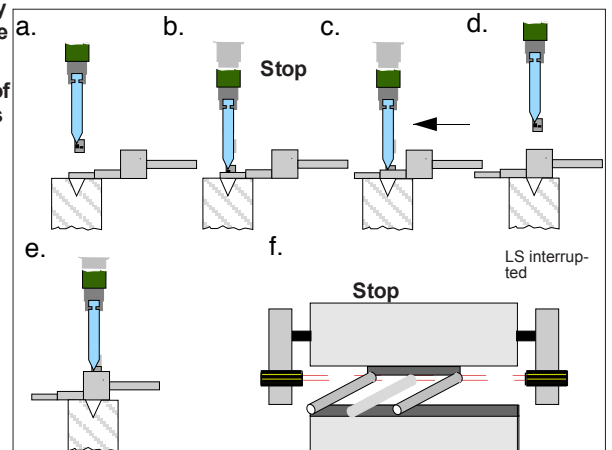 a.
b.
c.
d.
Stop
e.
f.
LS interrup-
ted
Stop